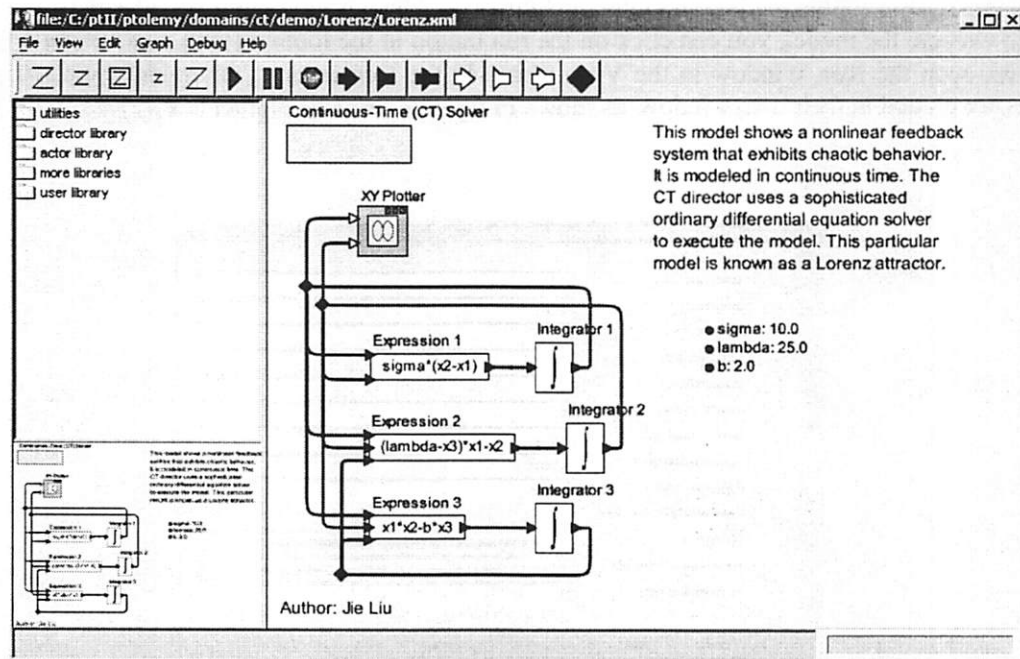 file:/C:/ptII/ptolemy/domains/ct/demo/Lorenz/Lorenz.xml
File View Edit Graph Debug Help
utilities
director library
actor library
more libraries
user library
Continuous-Time (CT) Solver
This model shows a nonlinear feedback
system that exhibits chaotic behavior.
It is modeled in continuous time. The
CT director uses a sophisticated
ordinary differential equation solver
to execute the model. This particular
model is known as a Lorenz attractor.
XY Plotter
sigma: 10.0
lambda: 25.0
b: 2.0
Expression 1
sigma*(x2-x1)
Integrator 1
Expression 2
(lambda-x3)*x1-x2
Integrator 2
Expression 3
x1*x2-b*x3
Integrator 3
Author: Jie Liu